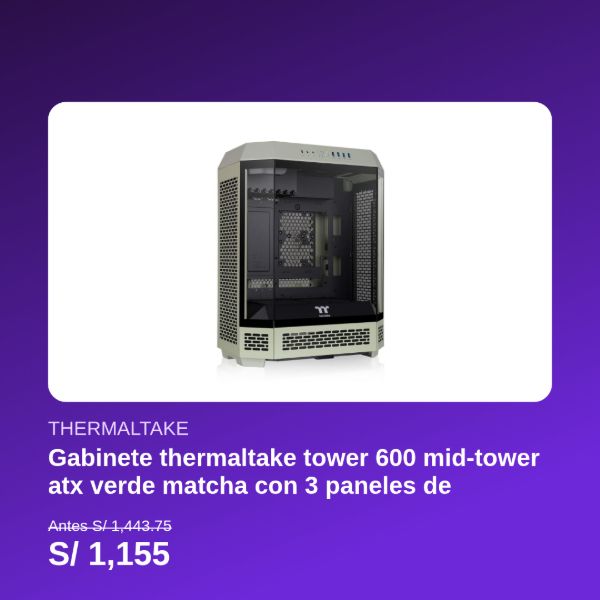 THERMALTAKE
Gabinete thermaltake tower 600 mid-tower
atx verde matcha con 3 paneles de
Antes S/ 1,443.75
S/ 1,155